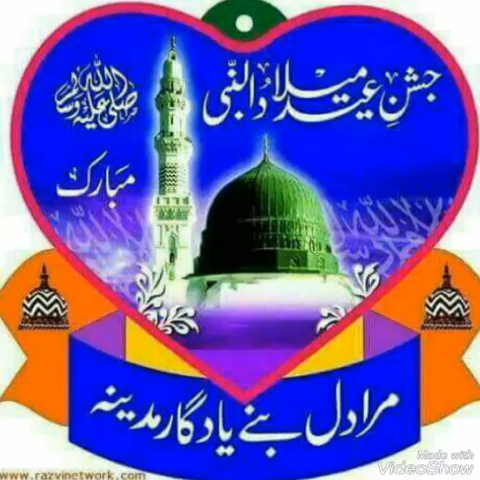 جشنِ عید میلاد النبی
صلی اللہ علیہ وسلم
مبارک
مرا دل بنے یادگارِ مدینہ
www.razvinetwork.com
Made with
VideoShow